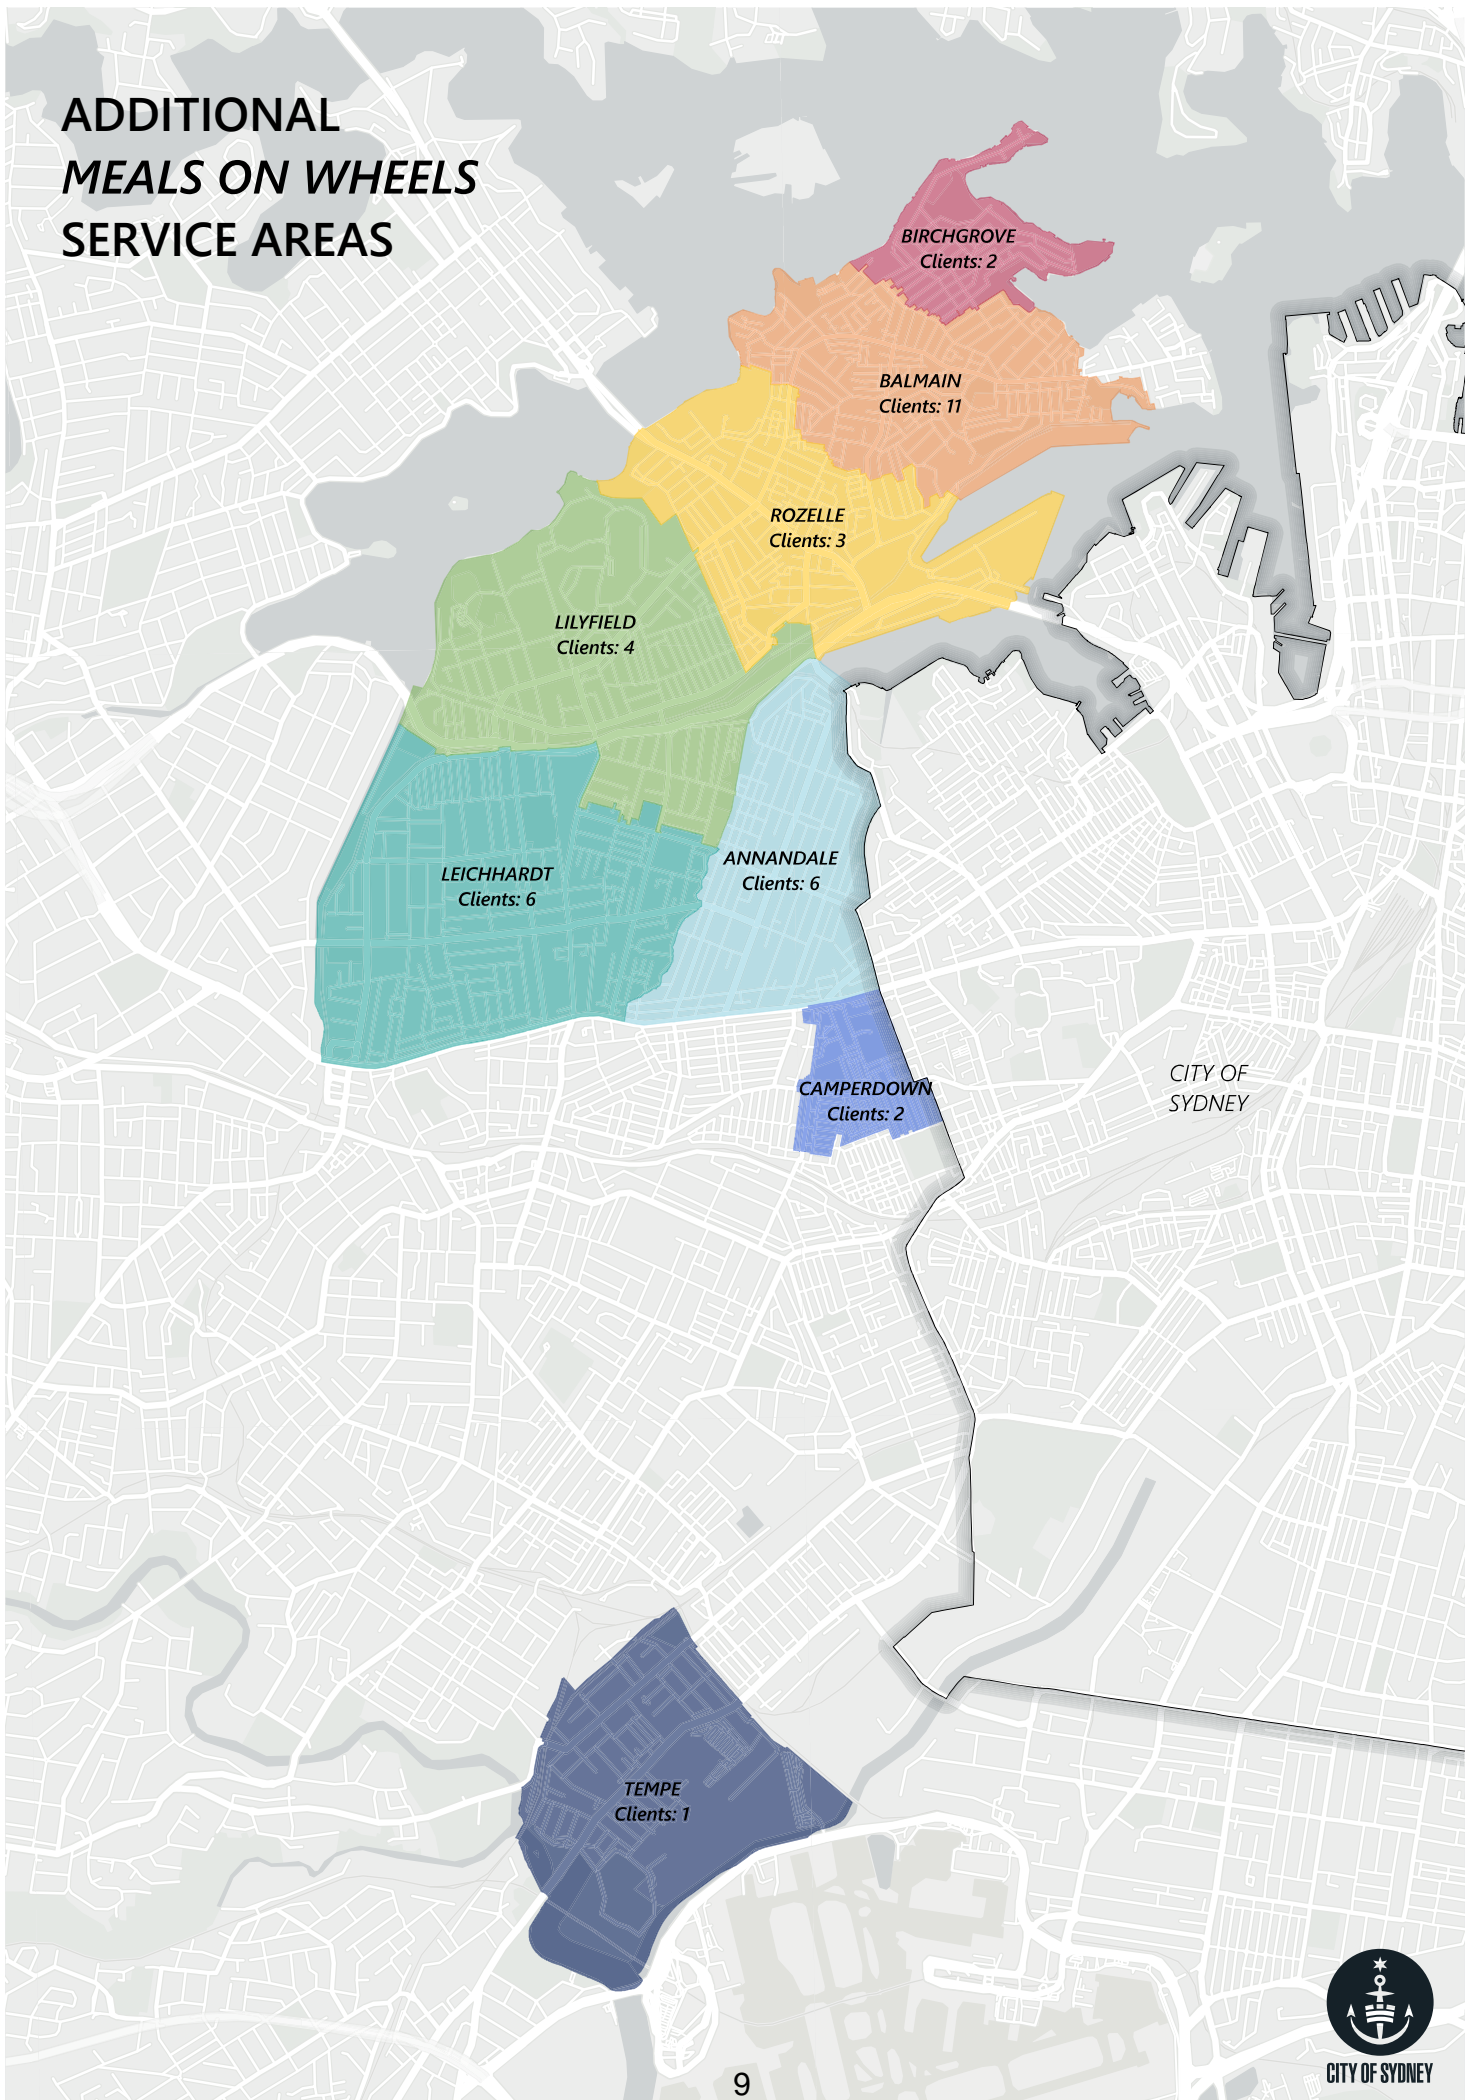 ADDITIONAL
MEALS ON WHEELS
SERVICE AREAS
BIRCHGROVE
Clients: 2
BALMAIN
Clients: 11
ROZELLE
Clients: 3
LILYFIELD
Clients: 4
LEICHHARDT
Clients: 6
ANNANDALE
Clients: 6
CAMPERDOWN
Clients: 2
CITY OF
SYDNEY
TEMPE
Clients: 1
CITY OF SYDNEY
9